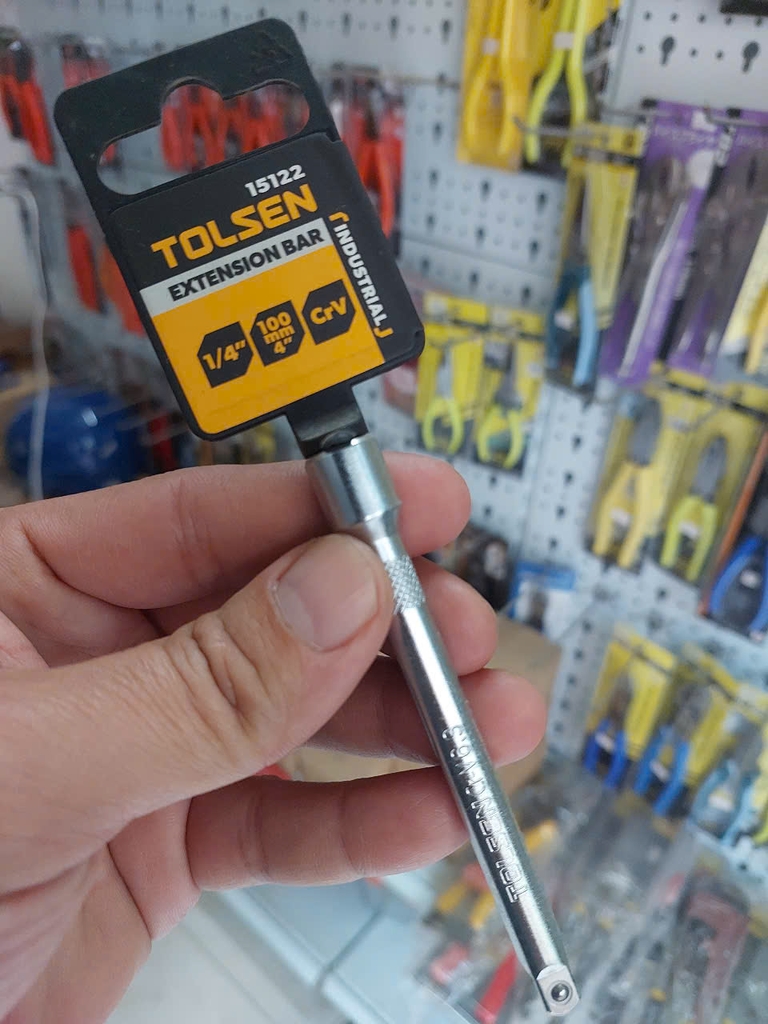 15122
TOLSEN
EXTENSION BAR
INDUSTRIAL
1/4"
100
mm
4"
CrV
TOLSEN